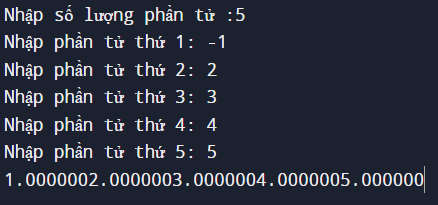 Nhập số lượng phần tử :5
Nhập phần tử thứ 1: -1
Nhập phần tử thứ 2: 2
Nhập phần tử thứ 3: 3
Nhập phần tử thứ 4: 4
Nhập phần tử thứ 5: 5
1.0000002.0000003.0000004.0000005.000000